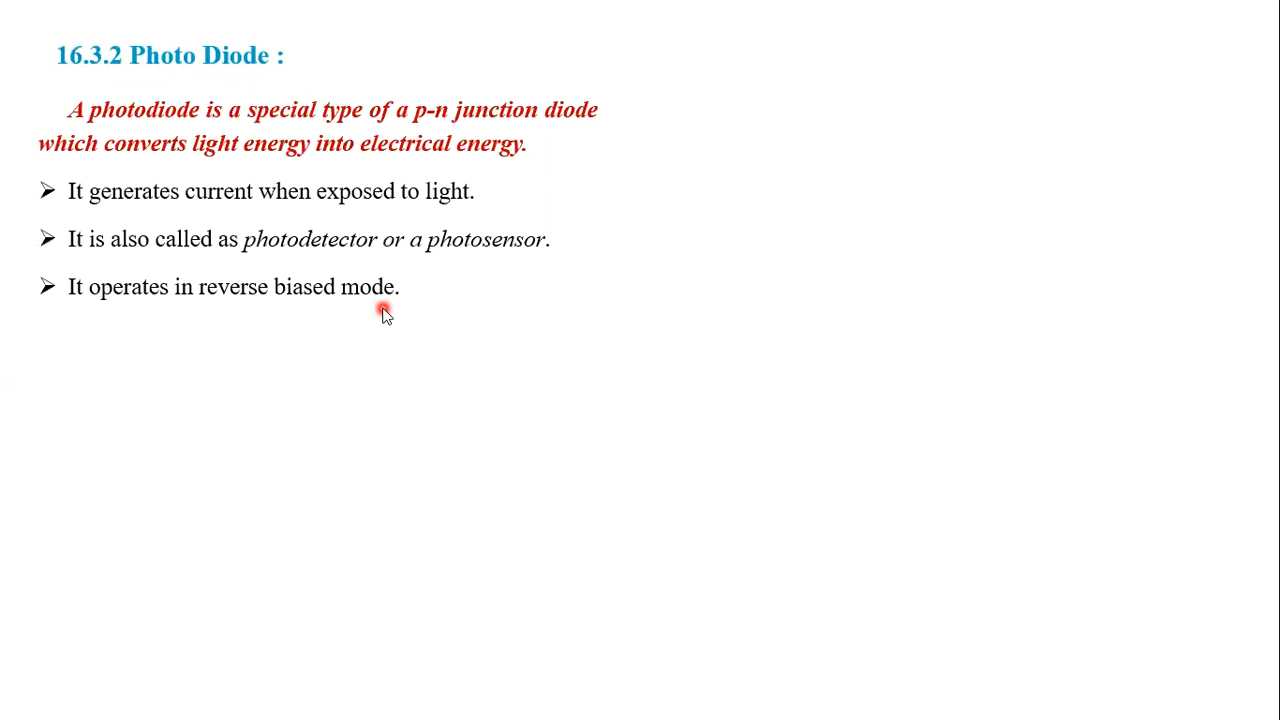 16.3.2 Photo Diode :
A photodiode is a special type of a p-n junction diode
which converts light energy into electrical energy.
➢ It generates current when exposed to light.
➢ It is also called as photodetector or a photosensor.
➢ It operates in reverse biased mode.